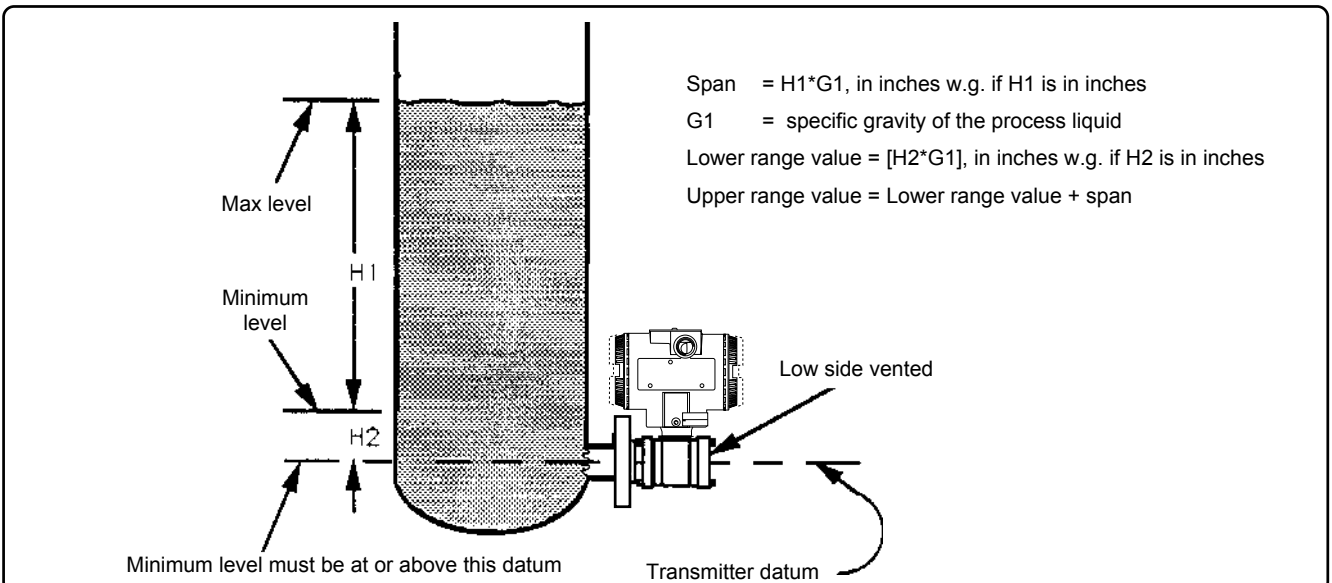 Span = H1*G1, in inches w.g. if H1 is in inches
G1 = specific gravity of the process liquid
Lower range value = [H2*G1], in inches w.g. if H2 is in inches
Upper range value = Lower range value + span
Max level
H1
Minimum
level
Low side vented
H2
Minimum level must be at or above this datum
Transmitter datum